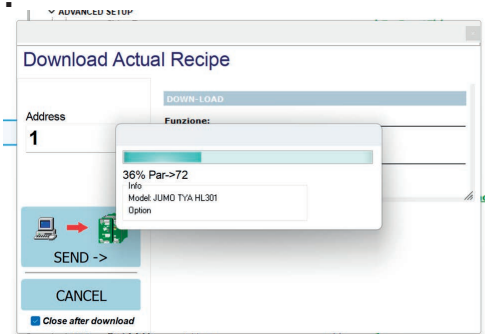 ADVANCED SETUP
Download Actual Recipe
DOWN-LOAD
Address
Funzione:
1
36% Par->72
Info
Model: JUMO TYA HL301
Option
SEND ->
CANCEL
Close after download